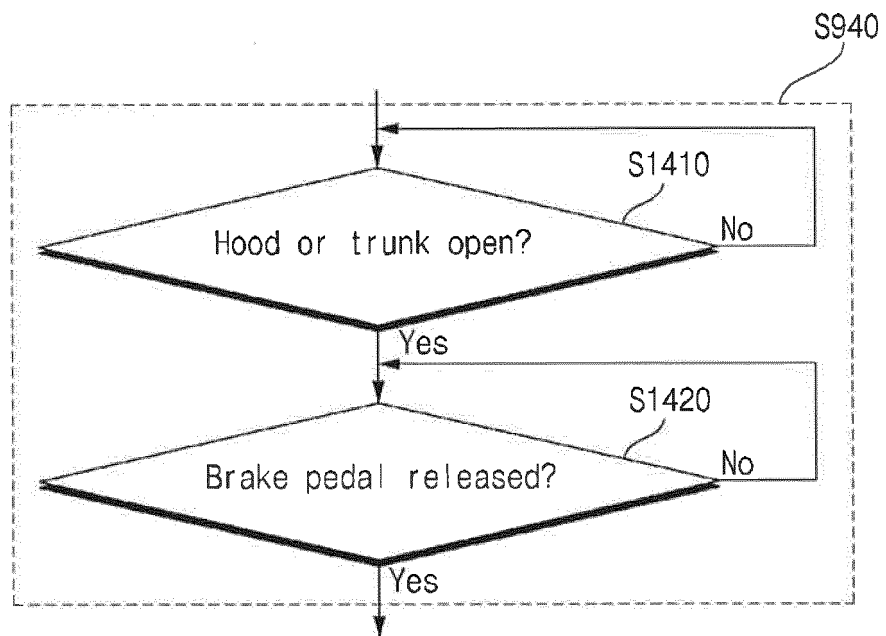 S940
S1410
Hood or trunk open?
No
Yes
S1420
Brake pedal released?
No
Yes